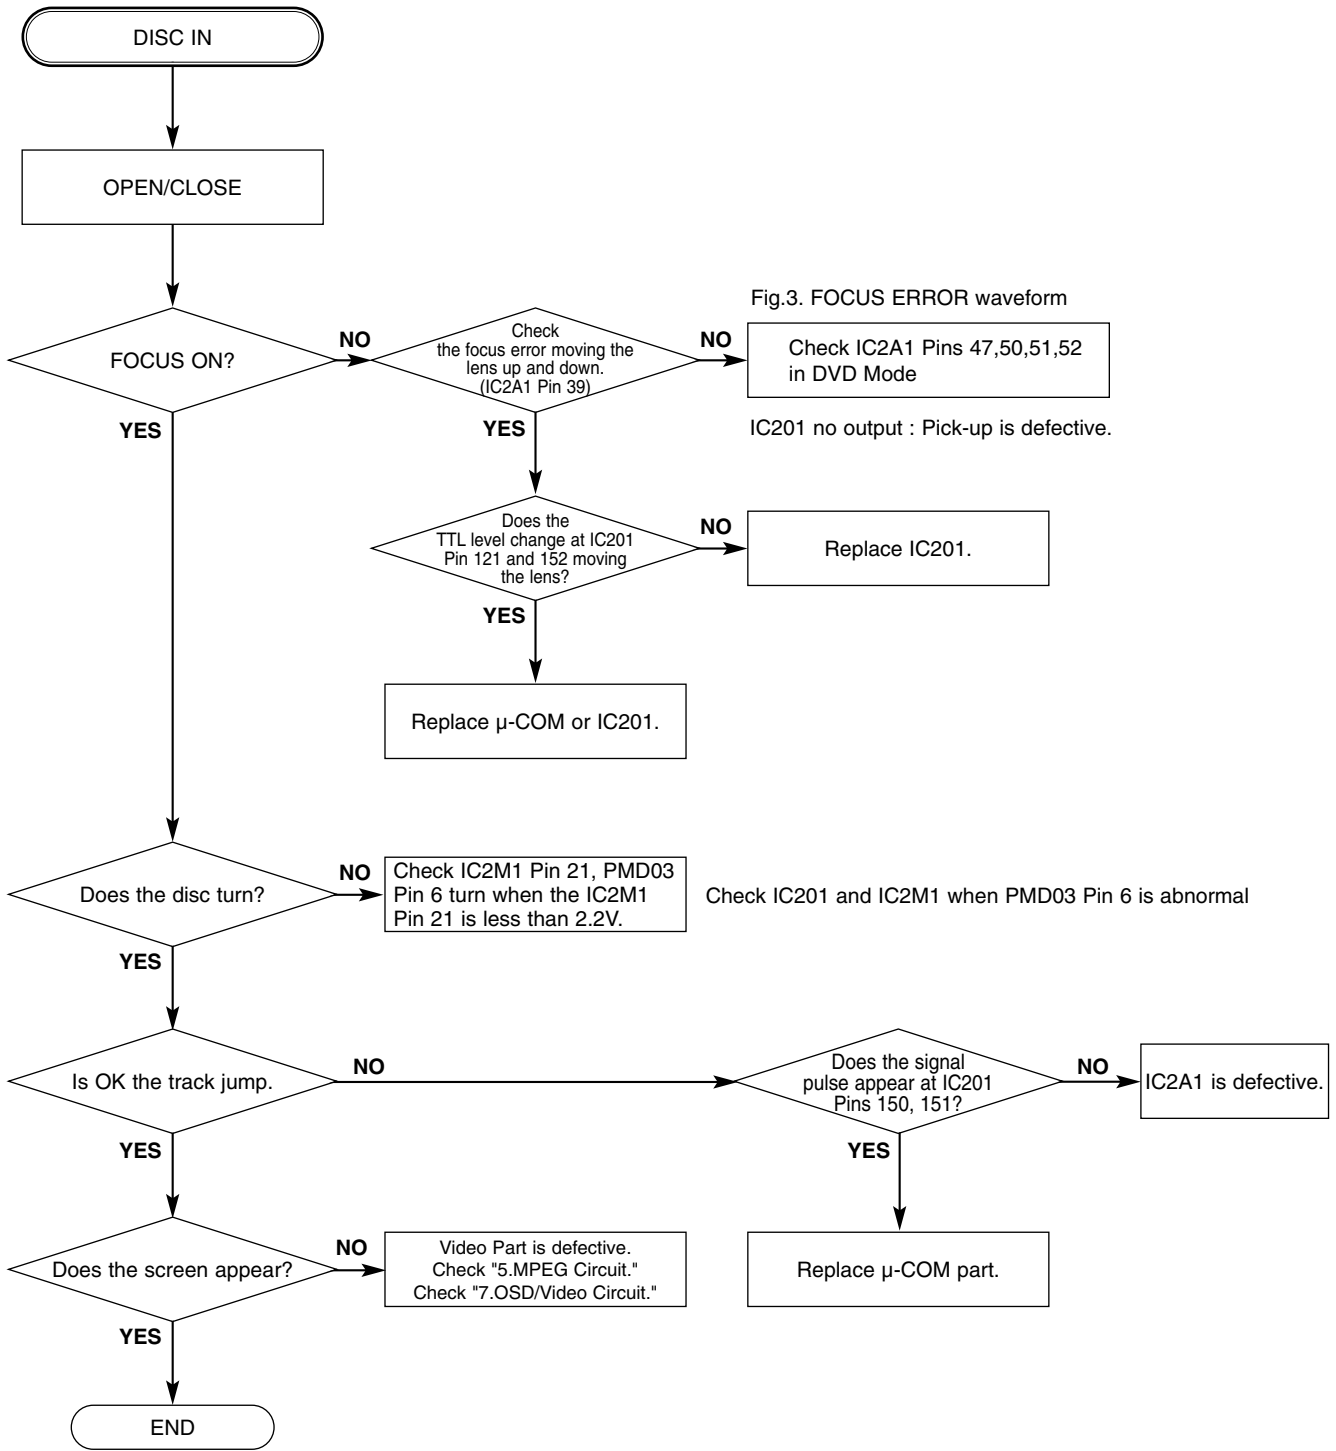 DISC IN
OPEN/CLOSE
Fig.3. FOCUS ERROR waveform
FOCUS ON?
NO
YES
Check
the focus error moving the
lens up and down.
(IC2A1 Pin 39)
NO
YES
Check IC2A1 Pins 47,50,51,52
in DVD Mode
IC201 no output : Pick-up is defective.
Does the
TTL level change at IC201
Pin 121 and 152 moving
the lens?
NO
YES
Replace IC201.
Replace µ-COM or IC201.
Does the disc turn?
NO
YES
Check IC2M1 Pin 21, PMD03
Pin 6 turn when the IC2M1
Pin 21 is less than 2.2V.
Check IC201 and IC2M1 when PMD03 Pin 6 is abnormal
Is OK the track jump.
NO
YES
Does the signal
pulse appear at IC201
Pins 150, 151?
NO
YES
IC2A1 is defective.
Replace µ-COM part.
Does the screen appear?
NO
YES
Video Part is defective.
Check "5.MPEG Circuit."
Check "7.OSD/Video Circuit."
END